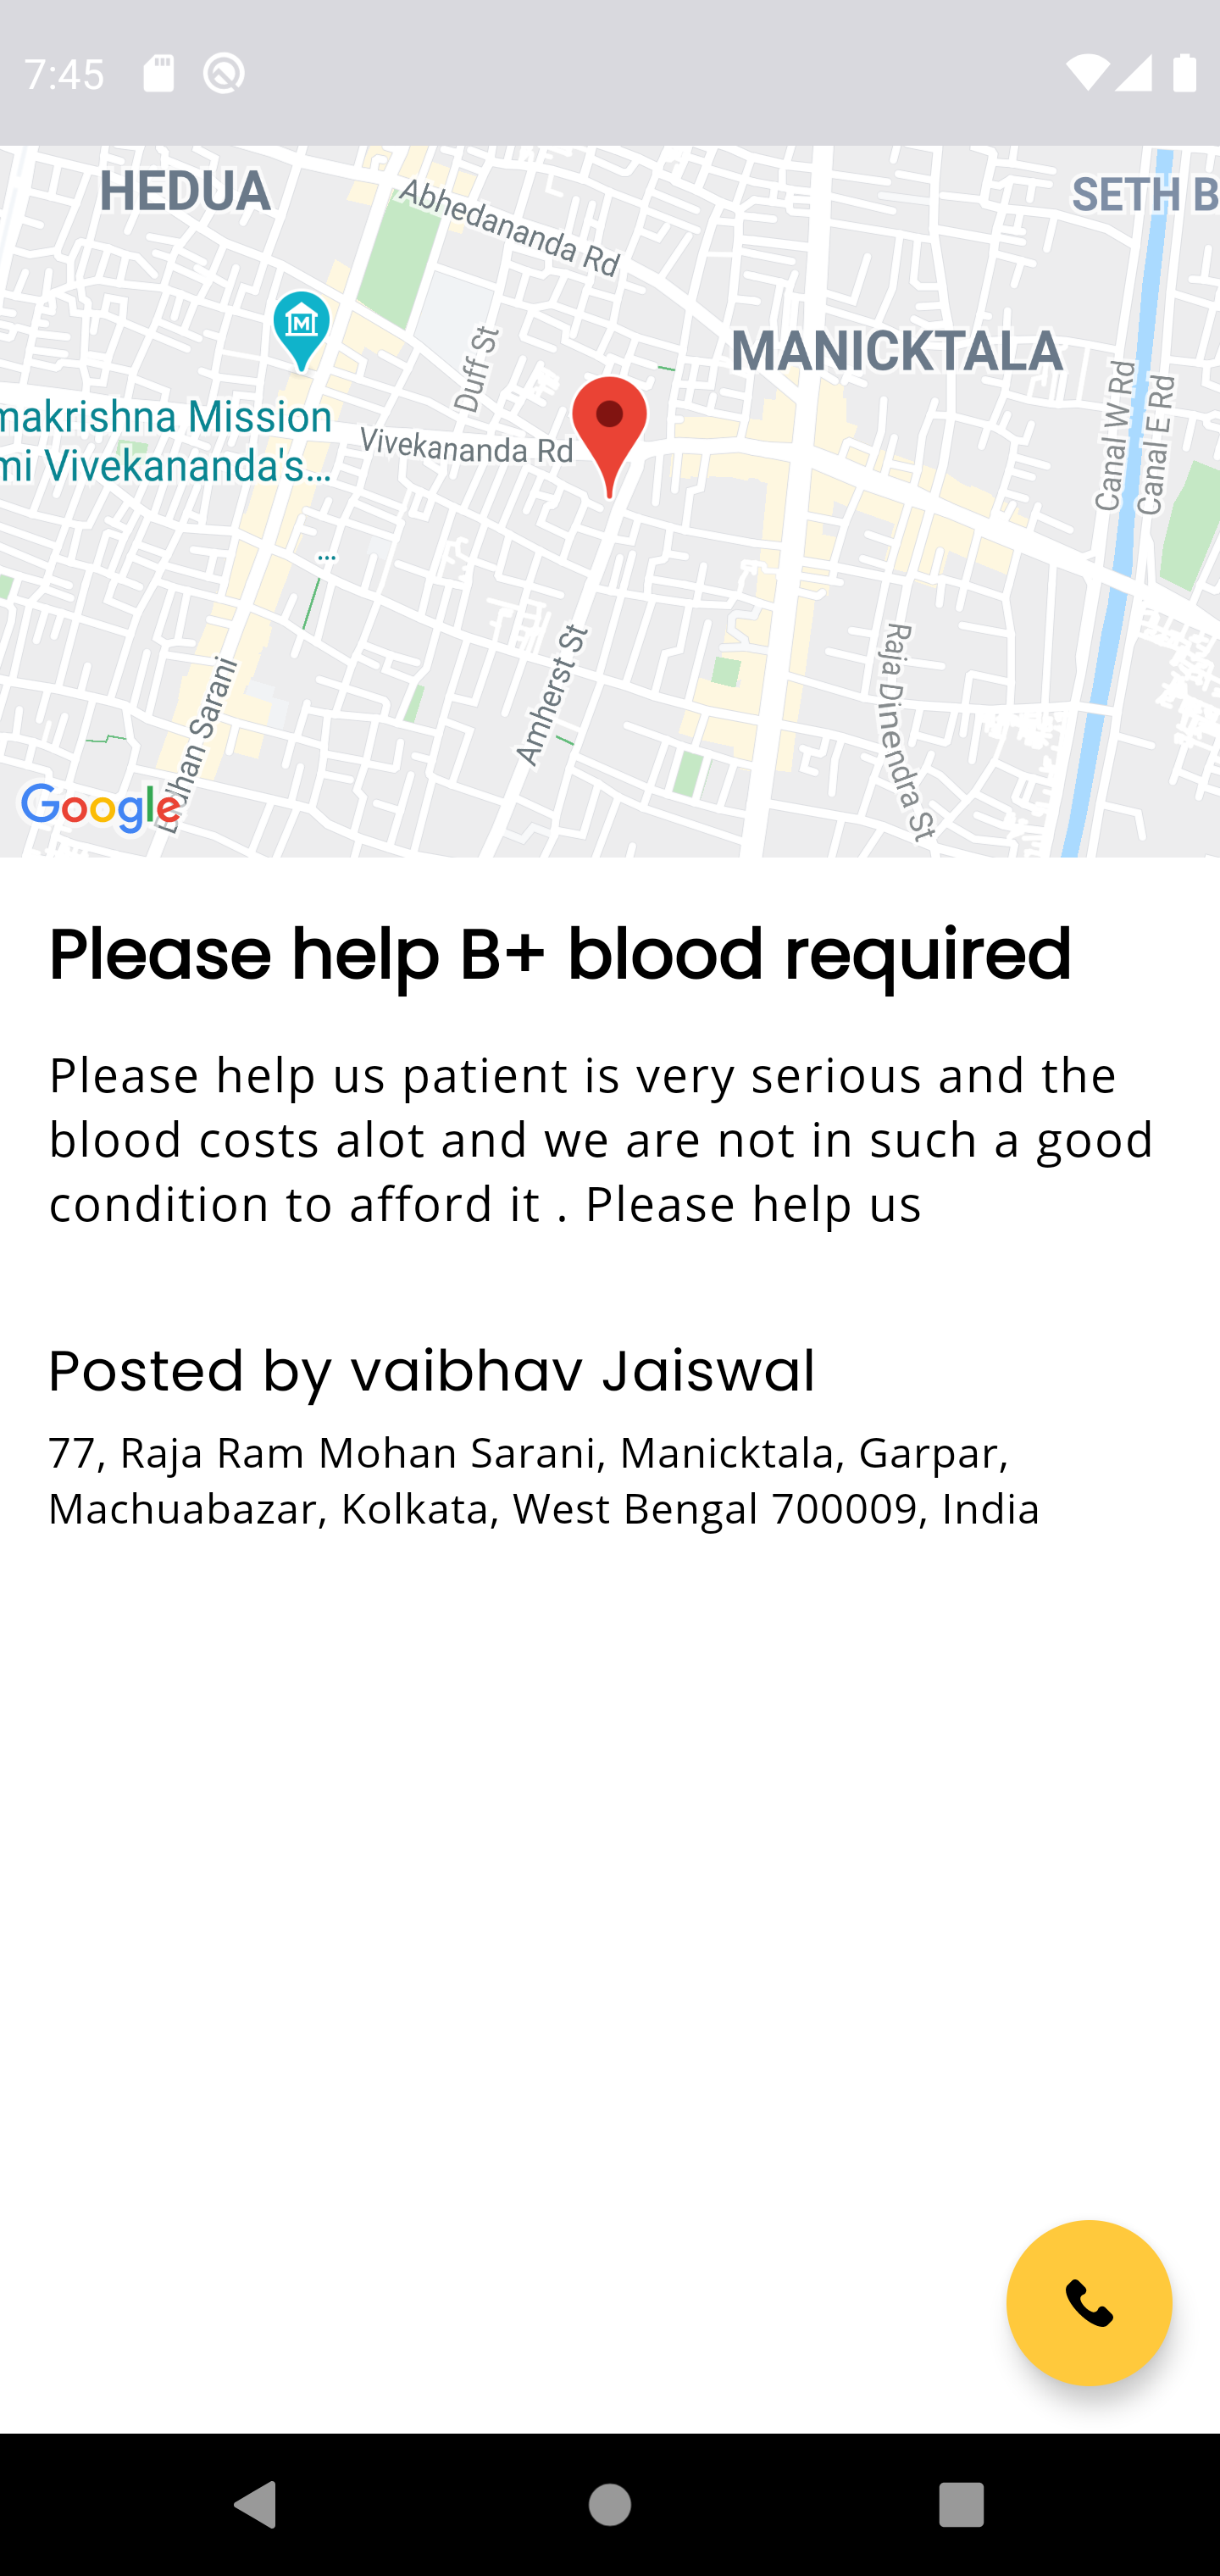 7:45
HEDUA
Abhedananda Rd
SETH B
MANICKTALA
Duff St
Canal W Rd
Canal E Rd
makrishna Mission
mi Vivekananda's...
Vivekananda Rd
...
Amherst St
Raja Dinendra St
dhan Sarani
Google
Please help B+ blood required
Please help us patient is very serious and the
blood costs alot and we are not in such a good
condition to afford it . Please help us
Posted by vaibhav Jaiswal
77, Raja Ram Mohan Sarani, Manicktala, Garpar,
Machuabazar, Kolkata, West Bengal 700009, India